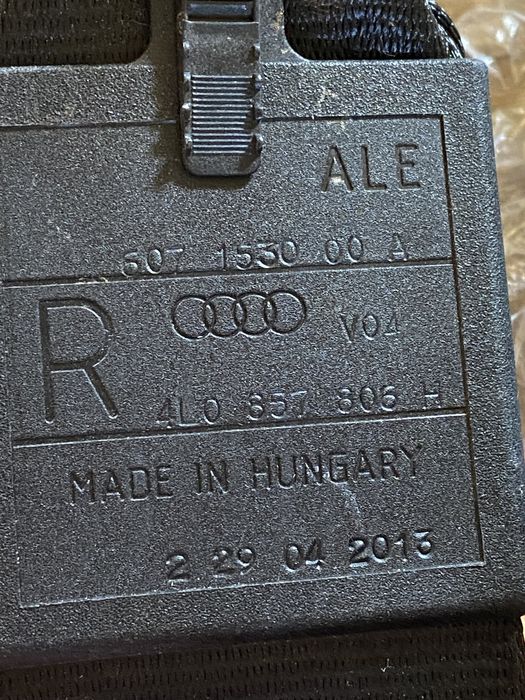 ALE
607 1530 00 A
R V04
4L0 857 806 H
MADE IN HUNGARY
2 29 04 2013